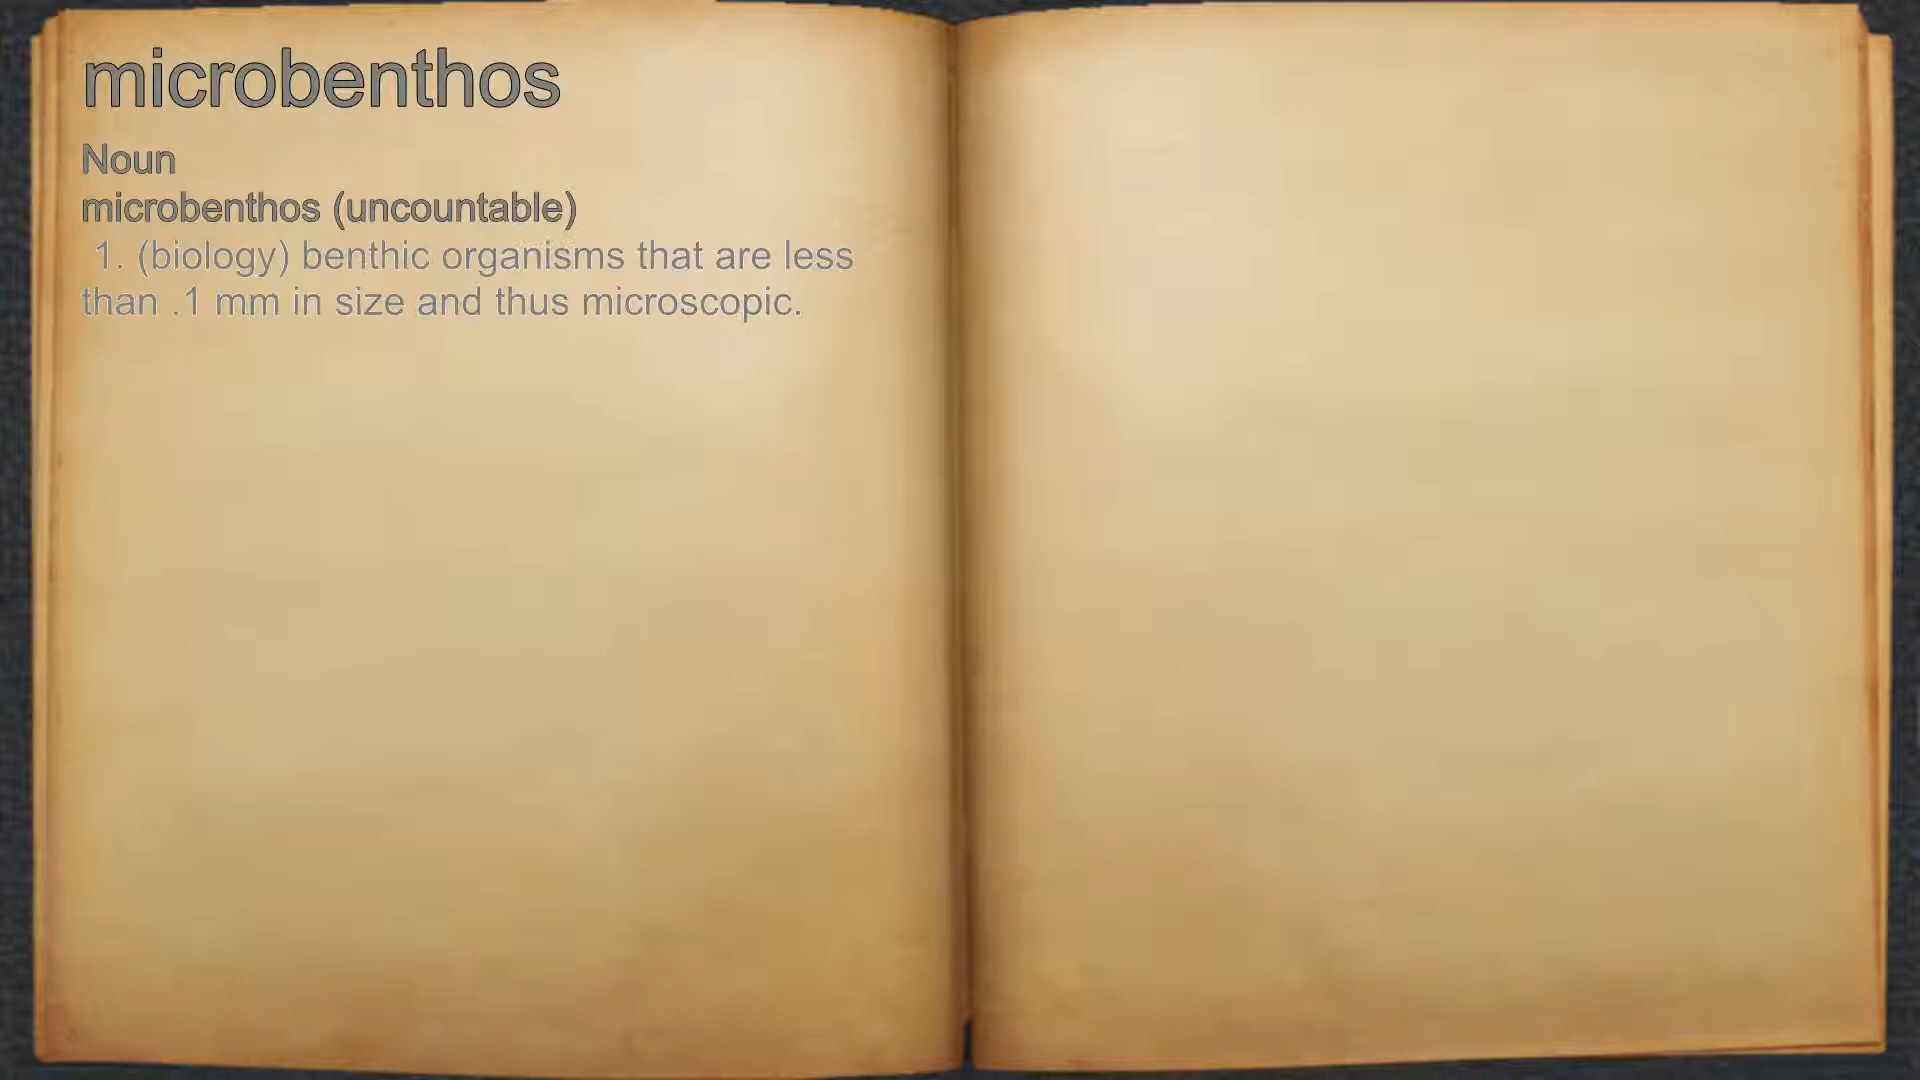 microbenthos
Noun
microbenthos (uncountable)
1. (biology) benthic organisms that are less
than .1 mm in size and thus microscopic.